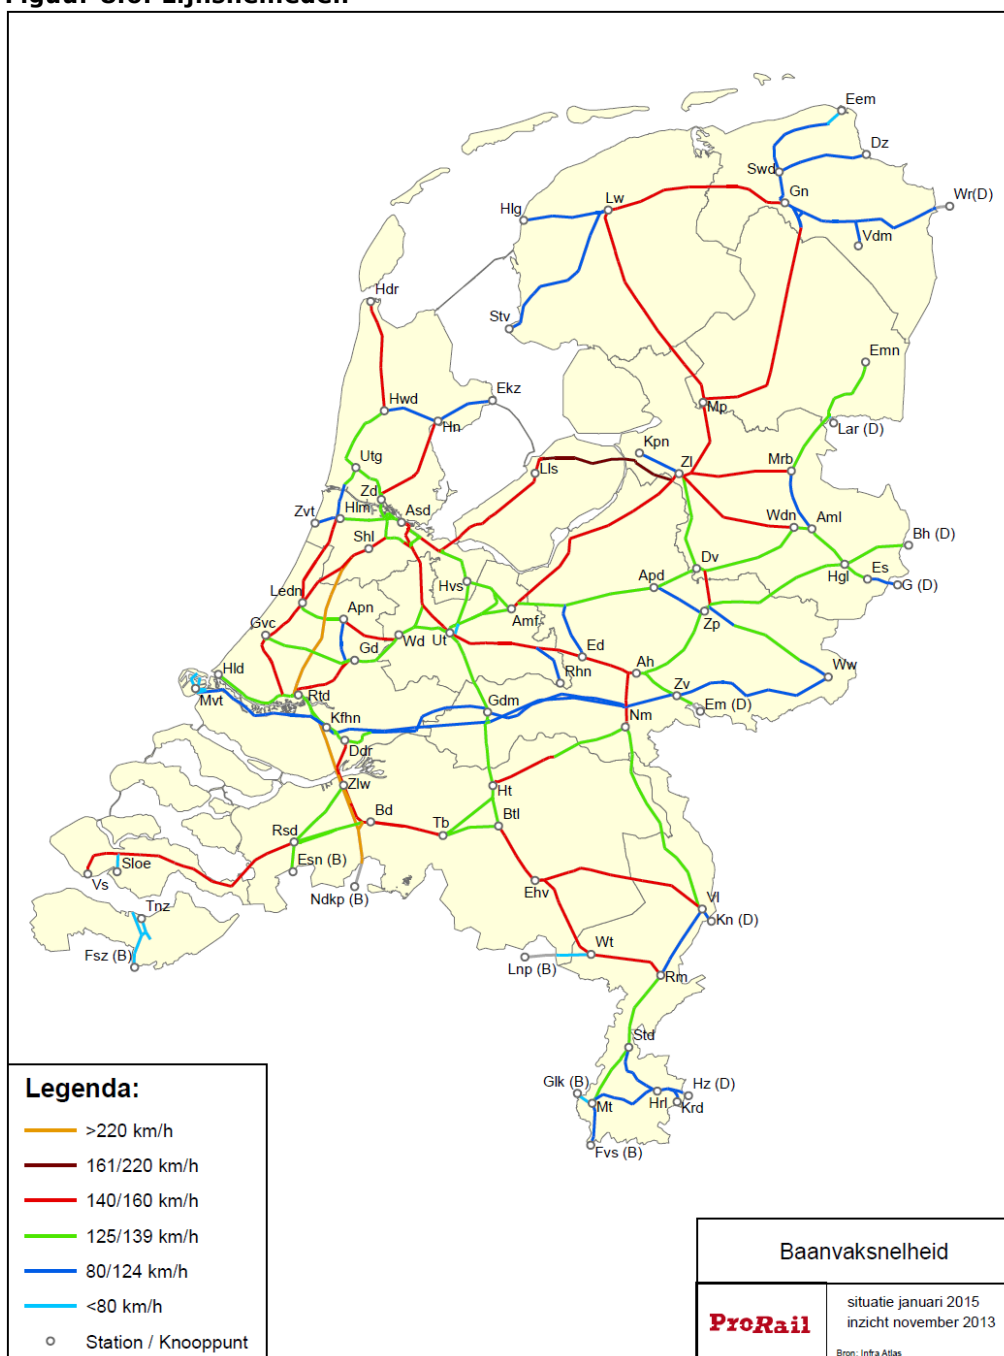 Eem
Dz
Swd
Gn
Wr(D)
Lw
Hlg
Vdm
Hdr
Stv
Emn
Ekz
Hwd
Mp
Hn
Lar (D)
Kpn
Utg
Lls
Zl
Mrb
Zd
Zvt
Hlm
Asd
Wdn
Aml
Shl
Bh (D)
Dv
Hgl
Es
Apd
Hvs
G (D)
Ledn
Apn
Amf
Zp
Gvc
Wd
Ut
Ed
Gd
Ah
Rhn
Ww
Hld
Zv
Mvt
Rtd
Em (D)
Gdm
Kfhn
Nm
Ddr
Zlw
Ht
Bd
Btl
Rsd
Tb
Sloe
Esn (B)
Vs
Ehv
Ndkp (B)
Vl
Tnz
Kn (D)
Wt
Fsz (B)
Lnp (B)
Rm
Std
Glk (B)
Hz (D)
Mt
Hrl
Krd
Fvs (B)
Legenda:
>220 km/h
161/220 km/h
140/160 km/h
125/139 km/h
80/124 km/h
<80 km/h
Station / Knooppunt
Baanvaksnelheid
ProRail
situatie januari 2015
inzicht november 2013
Bron: Infra Atlas